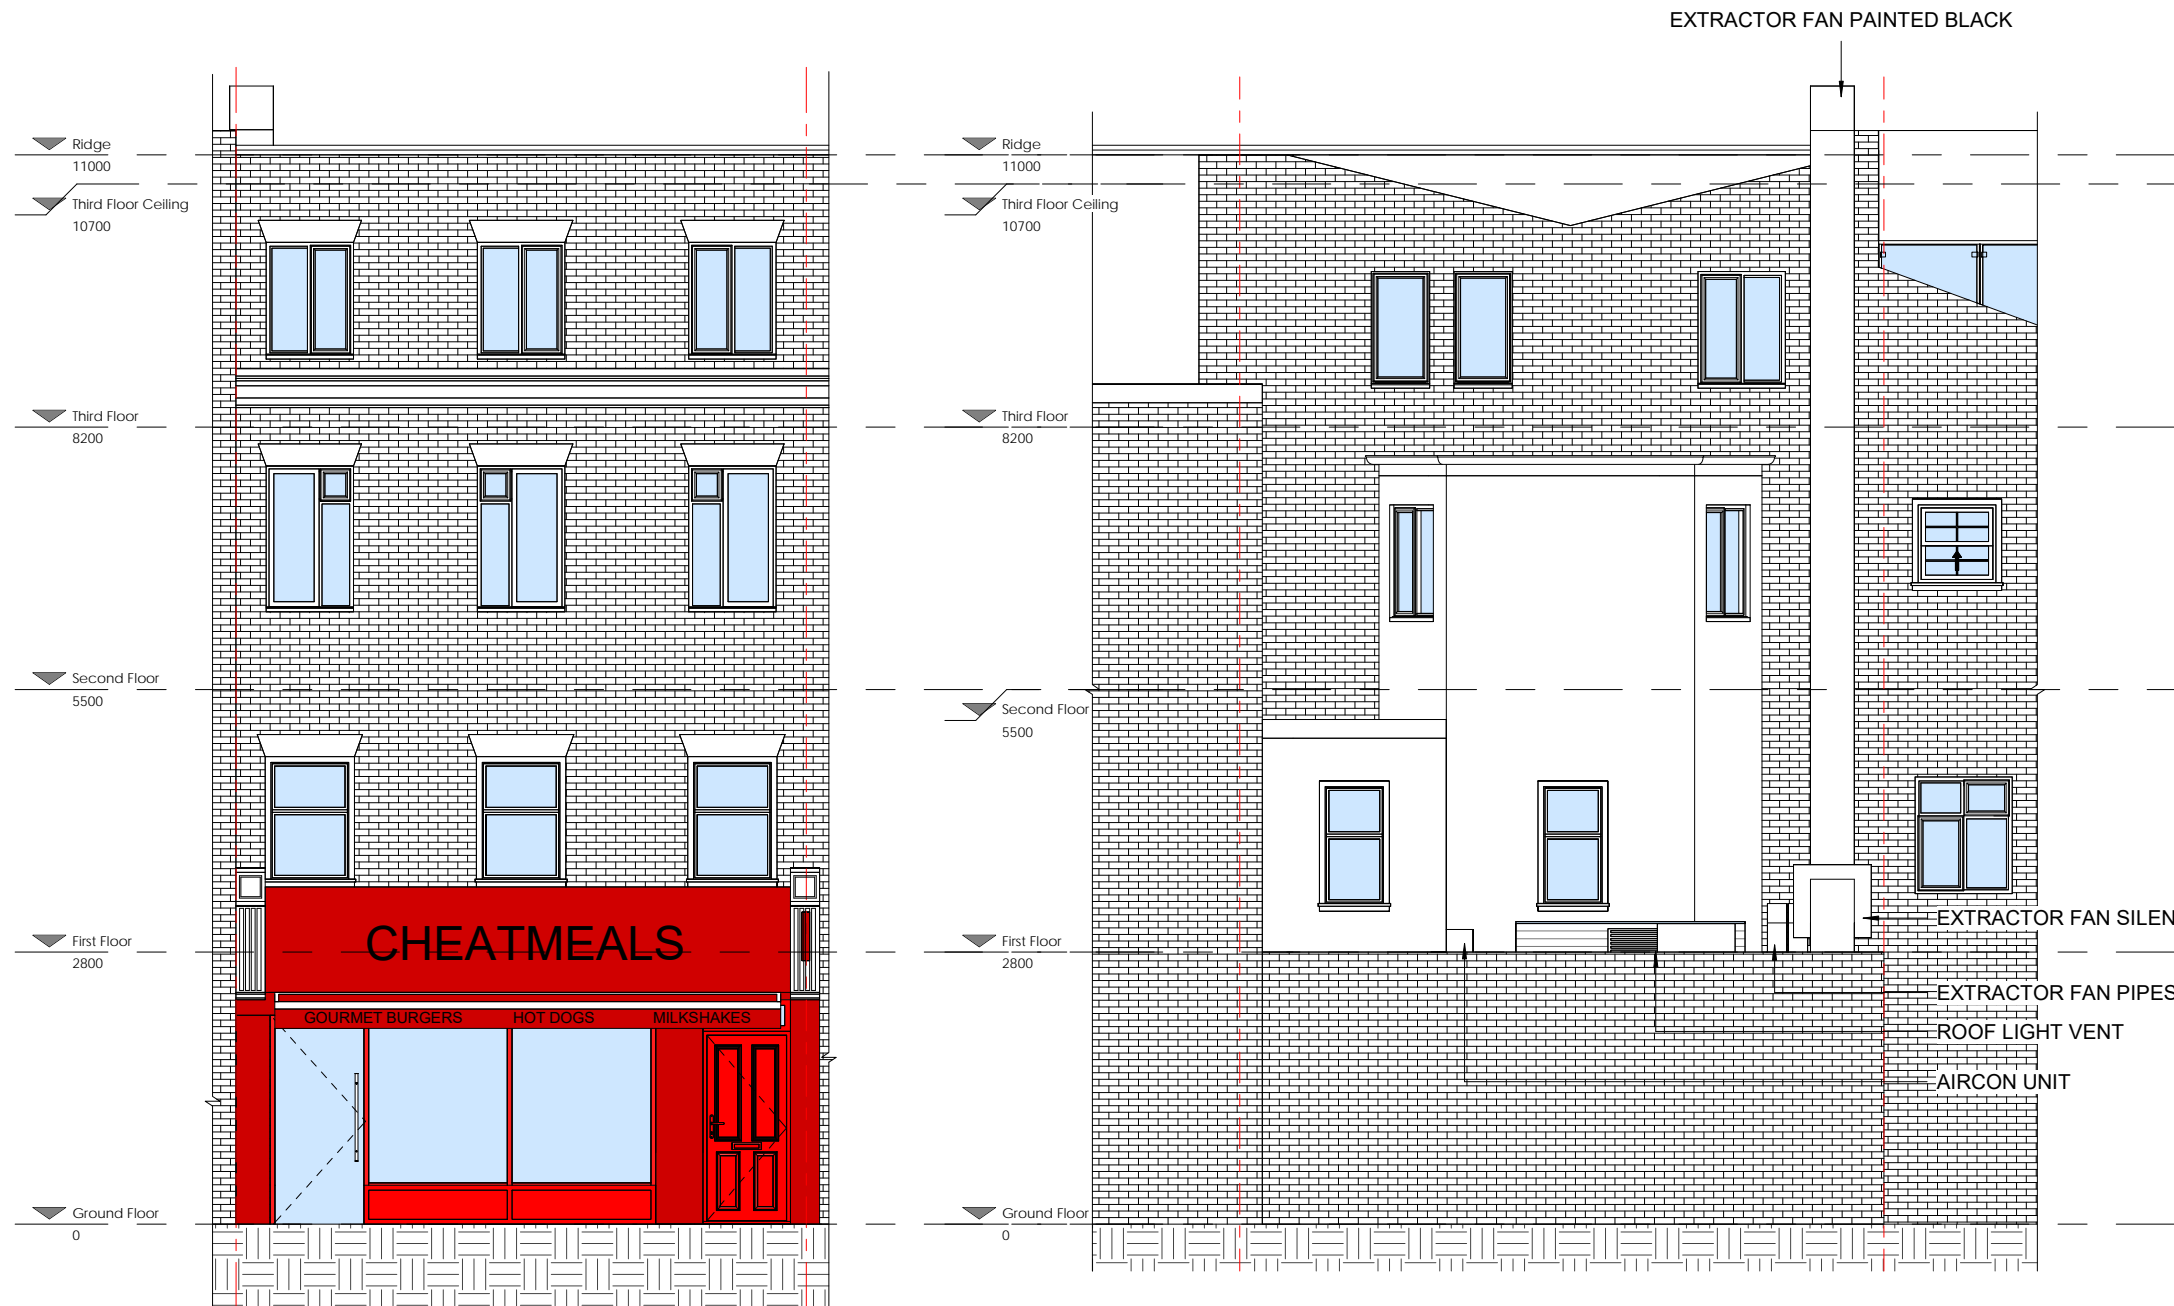 EXTRACTOR FAN PAINTED BLACK
Ridge
11000
Third Floor Ceiling
10700
Third Floor
8200
Second Floor
5500
First Floor
2800
Ground Floor
0
CHEATMEALS
GOURMET BURGERS HOT DOGS MILKSHAKES
Ridge
11000
Third Floor Ceiling
10700
Third Floor
8200
Second Floor
5500
First Floor
2800
Ground Floor
0
EXTRACTOR FAN SILEN
EXTRACTOR FAN PIPES
ROOF LIGHT VENT
AIRCON UNIT